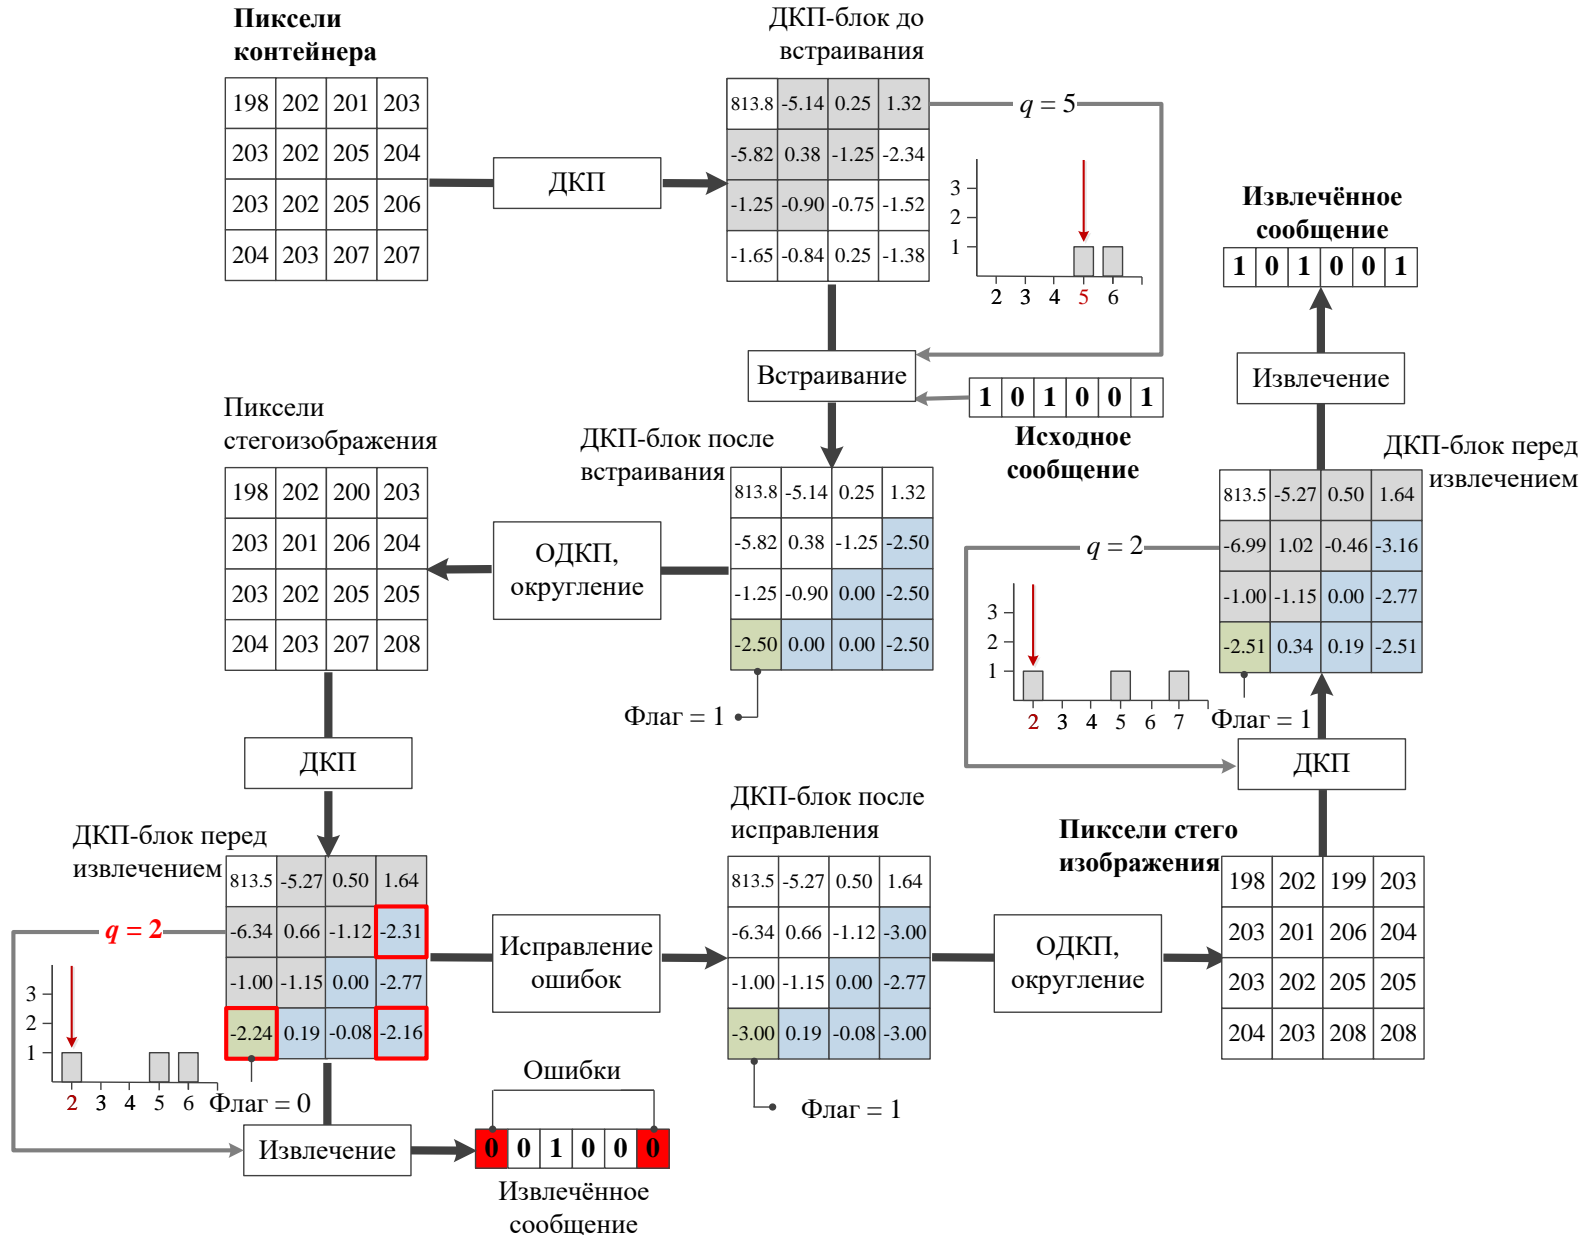 Пиксели
контейнера
198 202 201 203
203 202 205 204
203 202 205 206
204 203 207 207
ДКП
ДКП-блок до
встраивания
813.8 -5.14 0.25 1.32
-5.82 0.38 -1.25 -2.34
-1.25 -0.90 -0.75 -1.52
-1.65 -0.84 0.25 -1.38
q = 5
3
2
1
2 3 4 5 6
Встраивание
1 0 1 0 0 1
Исходное
сообщение
ДКП-блок после
встраивания
813.8 -5.14 0.25 1.32
-5.82 0.38 -1.25 -2.50
-1.25 -0.90 0.00 -2.50
-2.50 0.00 0.00 -2.50
Флаг = 1
ОДКП,
округление
Пиксели
стегоизображения
198 202 200 203
203 201 206 204
203 202 205 205
204 203 207 208
ДКП
ДКП-блок перед
извлечением
813.5 -5.27 0.50 1.64
-6.34 0.66 -1.12 -2.31
-1.00 -1.15 0.00 -2.77
-2.24 0.19 -0.08 -2.16
q = 2
3
2
1
2 3 4 5 6
Флаг = 0
Извлечение
Ошибки
0 0 1 0 0 0
Извлечённое
сообщение
Исправление
ошибок
ДКП-блок после
исправления
813.5 -5.27 0.50 1.64
-6.34 0.66 -1.12 -3.00
-1.00 -1.15 0.00 -2.77
-3.00 0.19 -0.08 -3.00
Флаг = 1
ОДКП,
округление
Пиксели стего
изображения
198 202 199 203
203 201 206 204
203 202 205 205
204 203 208 208
ДКП
ДКП-блок перед
извлечением
813.5 -5.27 0.50 1.64
-6.99 1.02 -0.46 -3.16
-1.00 -1.15 0.00 -2.77
-2.51 0.34 0.19 -2.51
q = 2
3
2
1
2 3 4 5 6 7
Флаг = 1
Извлечение
Извлечённое
сообщение
1 0 1 0 0 1